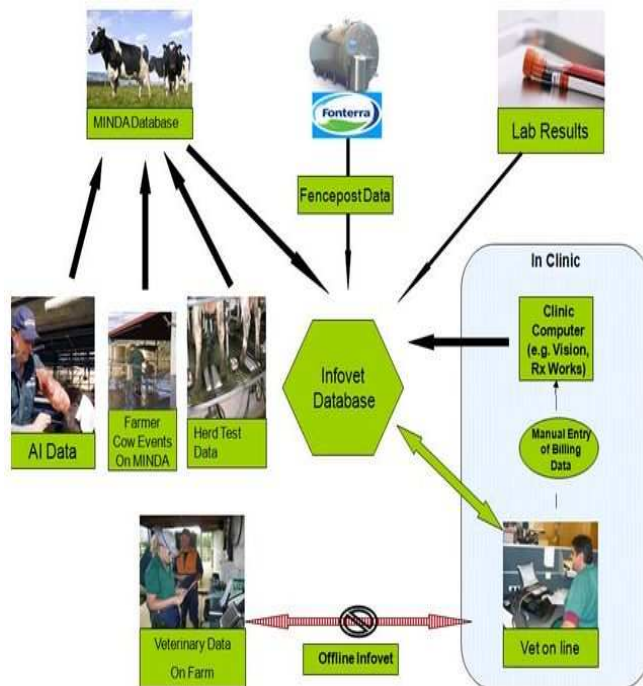 MINDA Database
Fonterra
Fencepost Data
Lab Results
In Clinic
Clinic
Computer
(e.g. Vision,
Rx Works)
Infovet
Database
Manual Entry
of Billing
Data
AI Data
Farmer
Cow Events
On MINDA
Herd Test
Data
Veterinary Data
On Farm
Offline Infovet
Vet on line